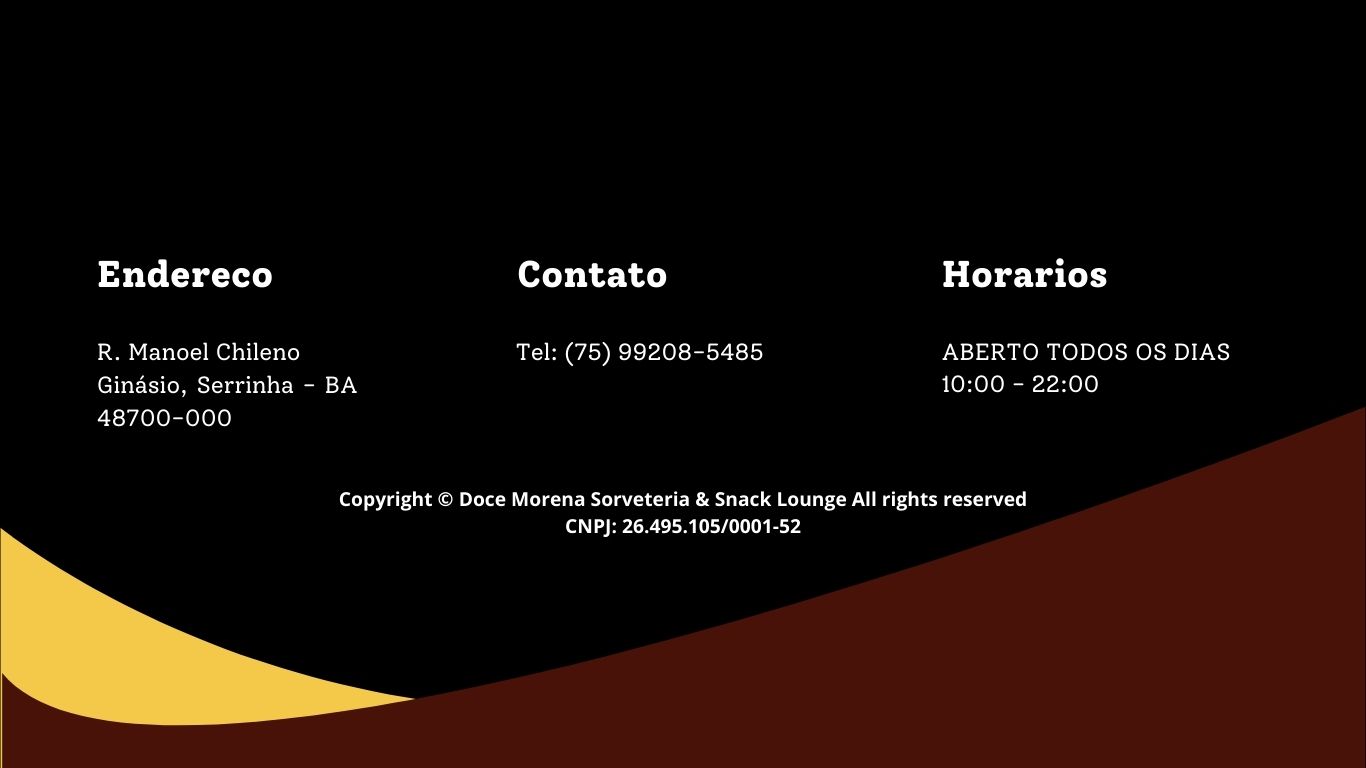 Endereco
R. Manoel Chileno
Ginásio, Serrinha - BA
48700-000
Contato
Tel: (75) 99208-5485
Horarios
ABERTO TODOS OS DIAS
10:00 - 22:00
Copyright © Doce Morena Sorveteria & Snack Lounge All rights reserved
CNPJ: 26.495.105/0001-52